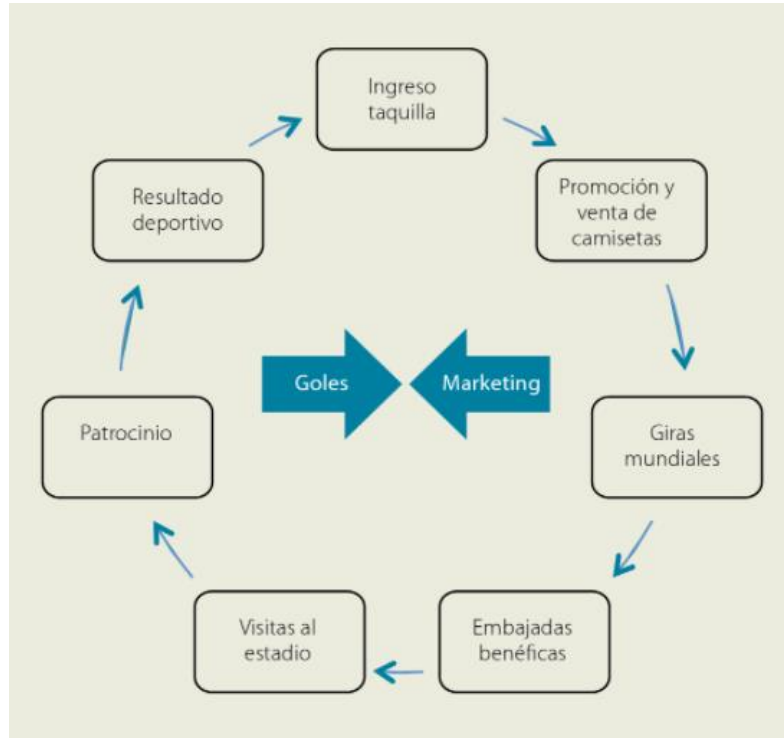 Ingreso
taquilla
Promoción y
venta de
camisetas
Giras
mundiales
Embajadas
benéficas
Visitas al
estadio
Patrocinio
Resultado
deportivo
Goles
Marketing